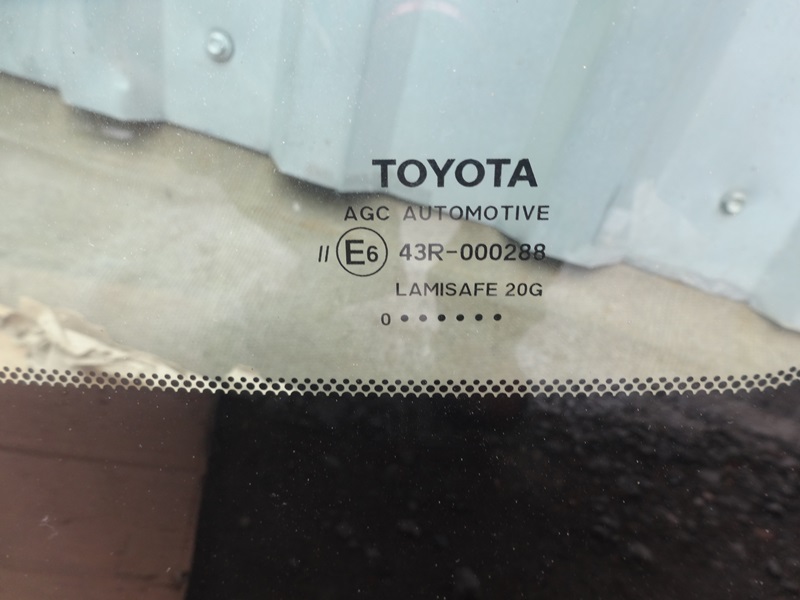 TOYOTA
AGC AUTOMOTIVE
II E6 43R-000288
LAMISAFE 20G
0 • • • • • •